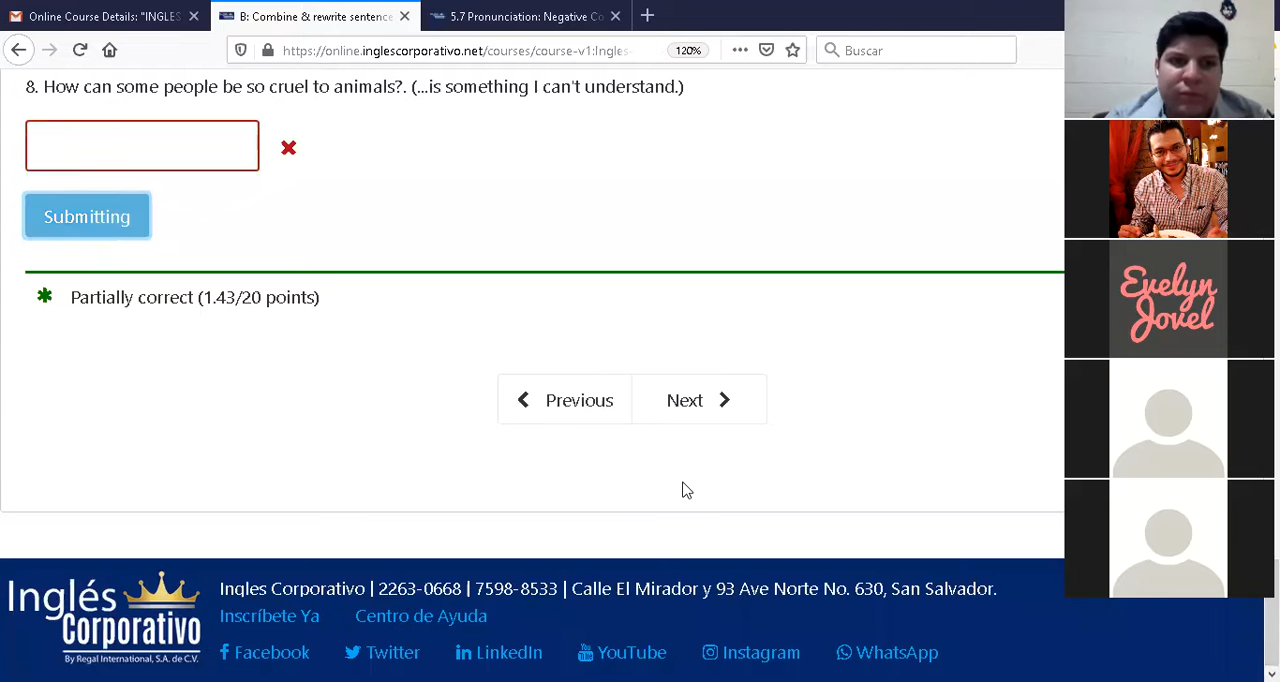 Online Course Details: "INGLES
B: Combine & rewrite sentence
5.7 Pronunciation: Negative Co
https://online.inglescorporativo.net/courses/course-v1:Ingles-
120%
Buscar
8. How can some people be so cruel to animals?. (...is something I can't understand.)
Submitting
Partially correct (1.43/20 points)
Previous
Next
Evelyn
Jovel
Inglés
Corporativo
By Regal International, S.A. de C.V.
Ingles Corporativo | 2263-0668 | 7598-8533 | Calle El Mirador y 93 Ave Norte No. 630, San Salvador.
Inscríbete Ya
Centro de Ayuda
Facebook
Twitter
LinkedIn
YouTube
Instagram
WhatsApp